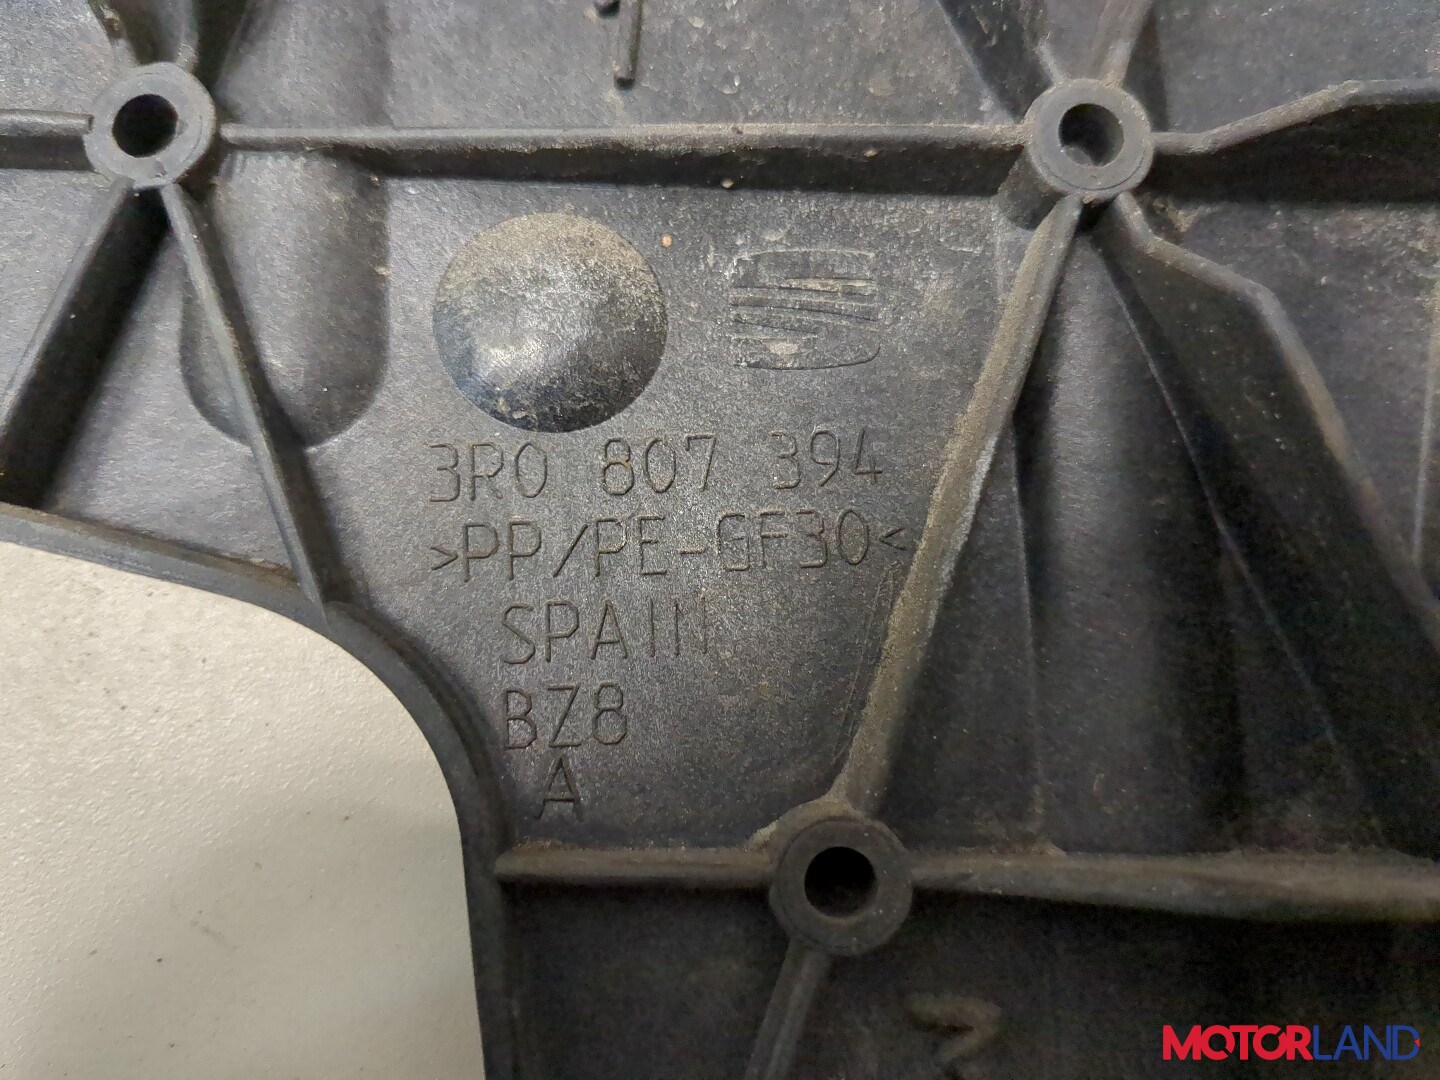 3R0 807 394
>PP/PE-GF30<
SPAIN
BZ8
A
MOTORLAND